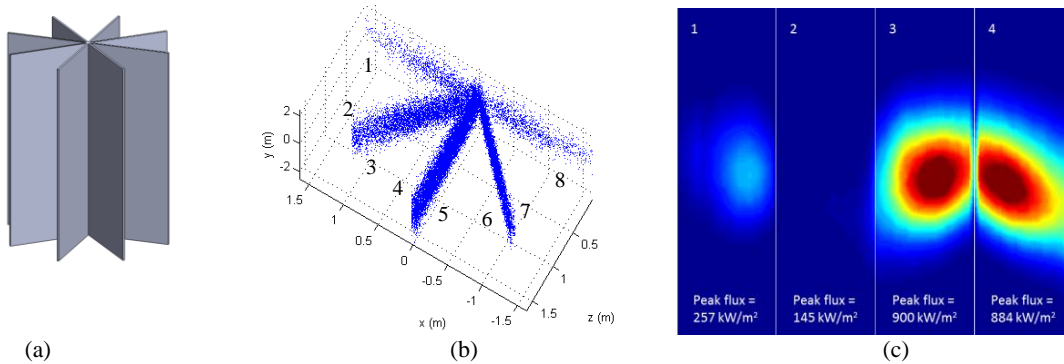 1
2
3
4
5
6
7
8
2
0
-2
y (m)
1.5
1
0.5
0
-0.5
-1
-1.5
x (m)
0.5
1
1.5
z (m)
1
2
3
4
Peak flux =
257 kW/m²
Peak flux =
145 kW/m²
Peak flux =
900 kW/m²
Peak flux =
884 kW/m²
(a)
(b)
(c)